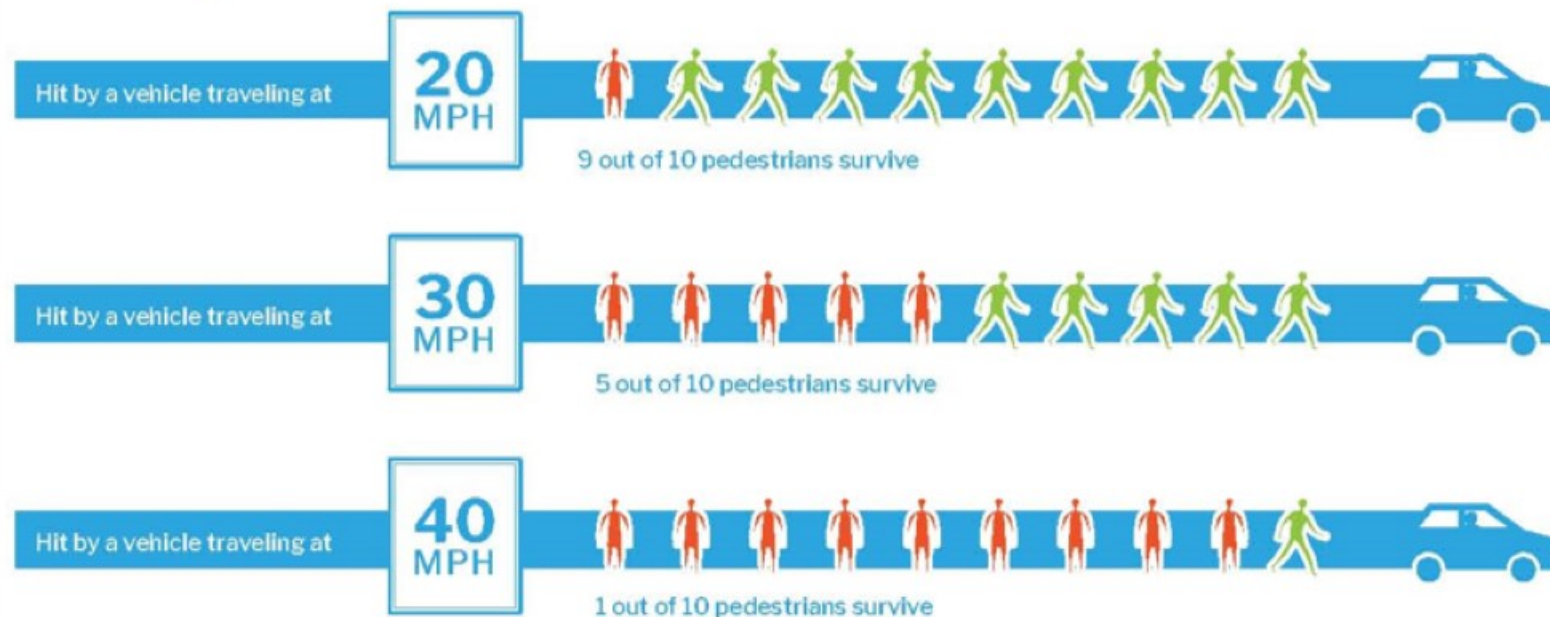 Hit by a vehicle traveling at
20
MPH
9 out of 10 pedestrians survive
Hit by a vehicle traveling at
30
MPH
5 out of 10 pedestrians survive
Hit by a vehicle traveling at
40
MPH
1 out of 10 pedestrians survive